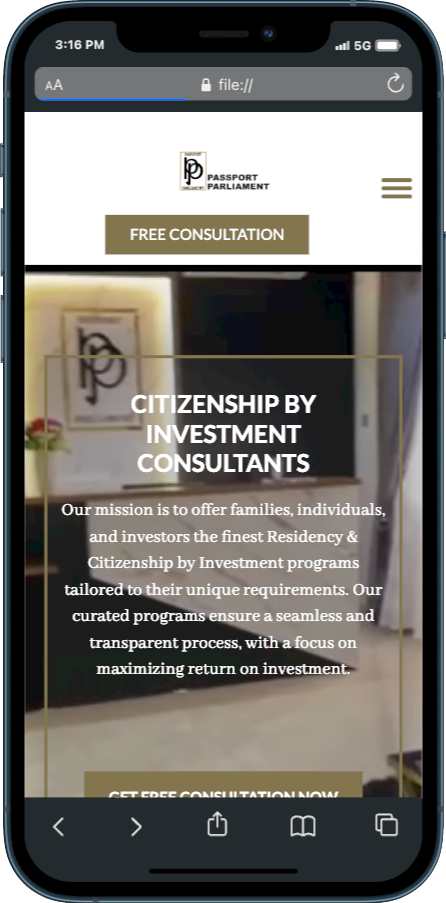 3:16 PM
5G
AA
file://
PASSPORT
PARLIAMENT
FREE CONSULTATION
CITIZENSHIP BY
INVESTMENT
CONSULTANTS
Our mission is to offer families, individuals,
and investors the finest Residency &
Citizenship by Investment programs
tailored to their unique requirements. Our
curated programs ensure a seamless and
transparent process, with a focus on
maximizing return on investment.
GET FREE CONSULTATION NOW